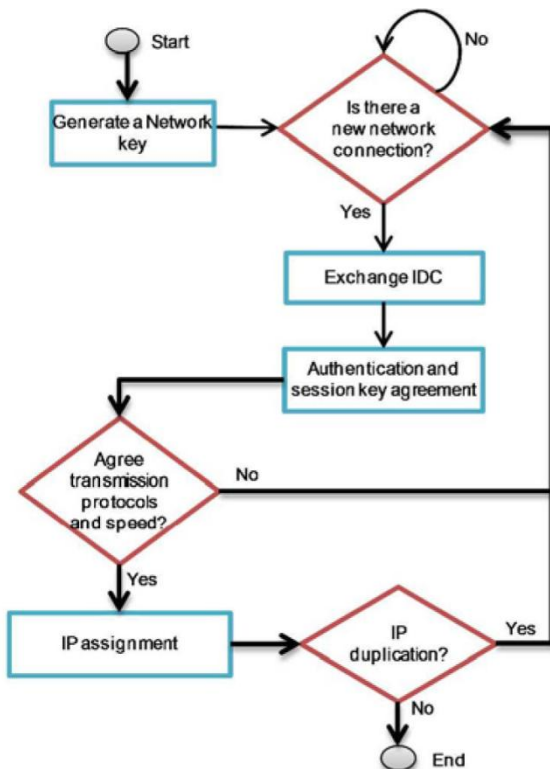 Start
No
Generate a Network
key
Is there a
new network
connection?
Yes
Exchange IDC
Authentication and
session key agreement
Agree
transmission
protocols
and speed?
No
Yes
IP assignment
IP
duplication?
Yes
No
End